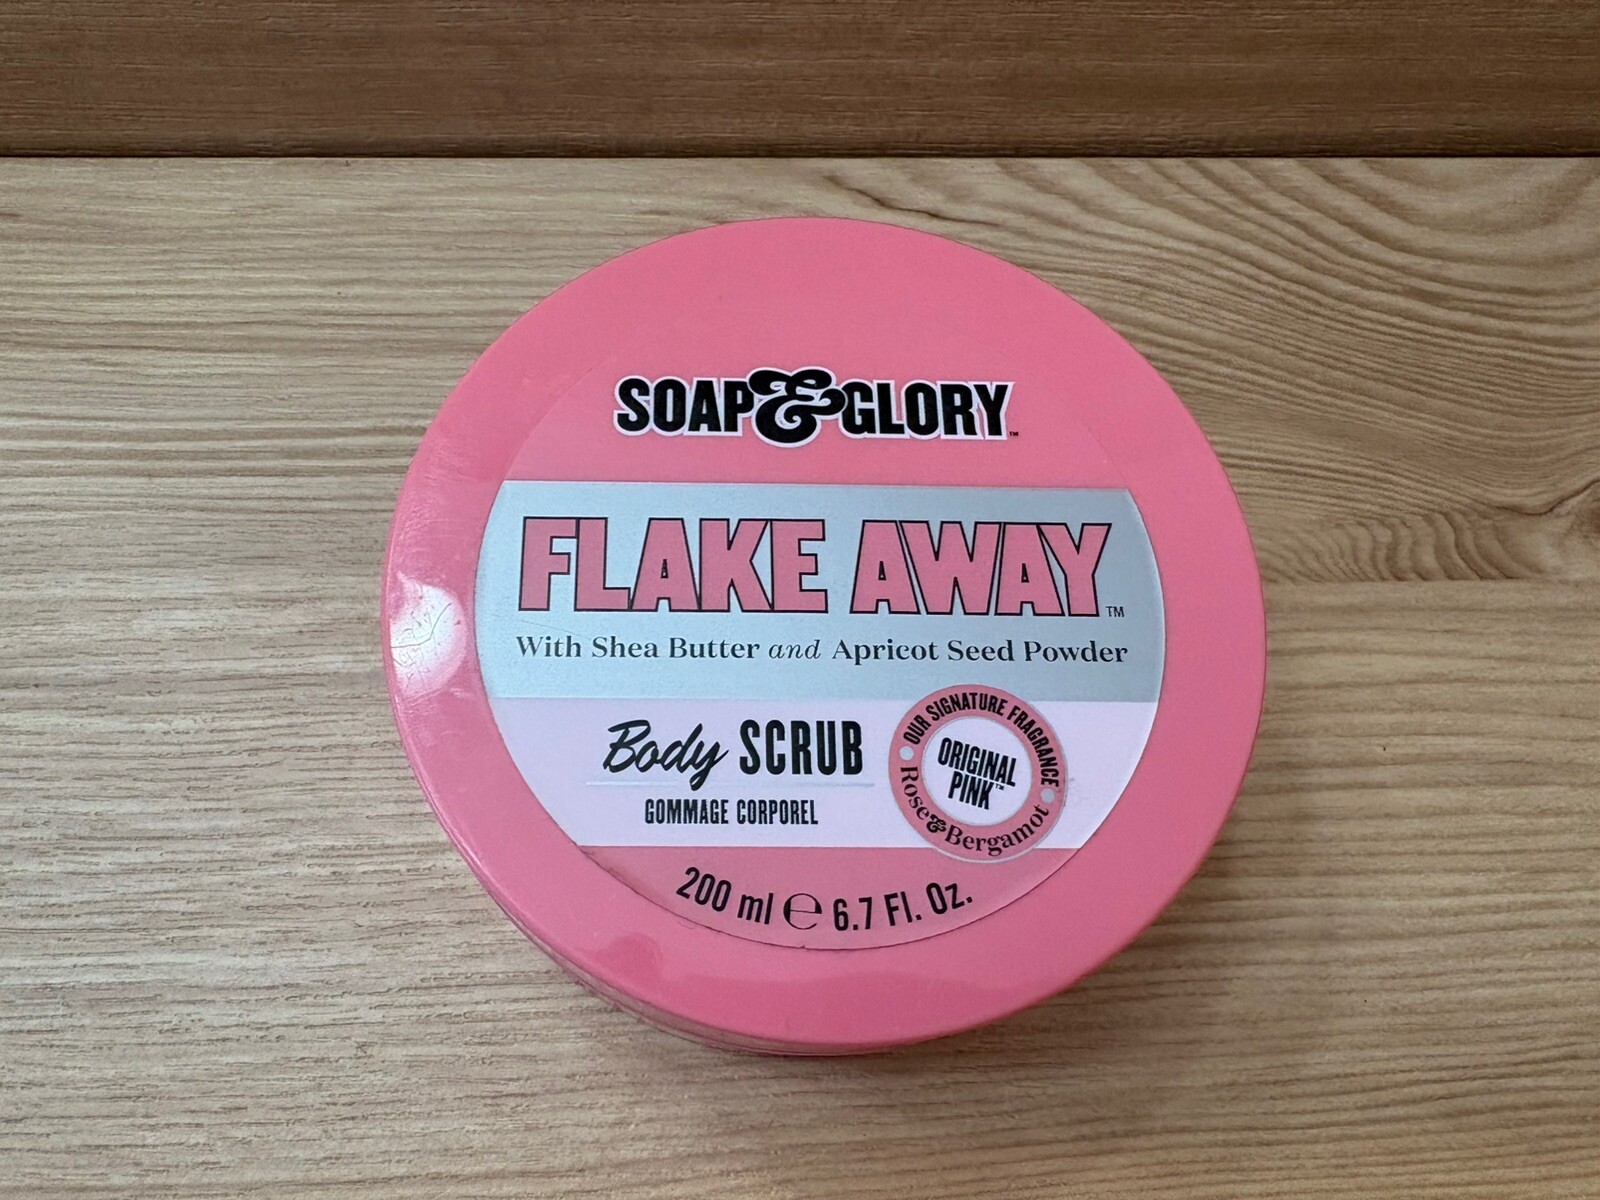 SOAP&GLORY™
FLAKE AWAY™
With Shea Butter and Apricot Seed Powder
Body SCRUB
GOMMAGE CORPOREL
OUR SIGNATURE FRAGRANCE
ORIGINAL
PINK™
Rose&Bergamot
200 ml ℮ 6.7 Fl. Oz.